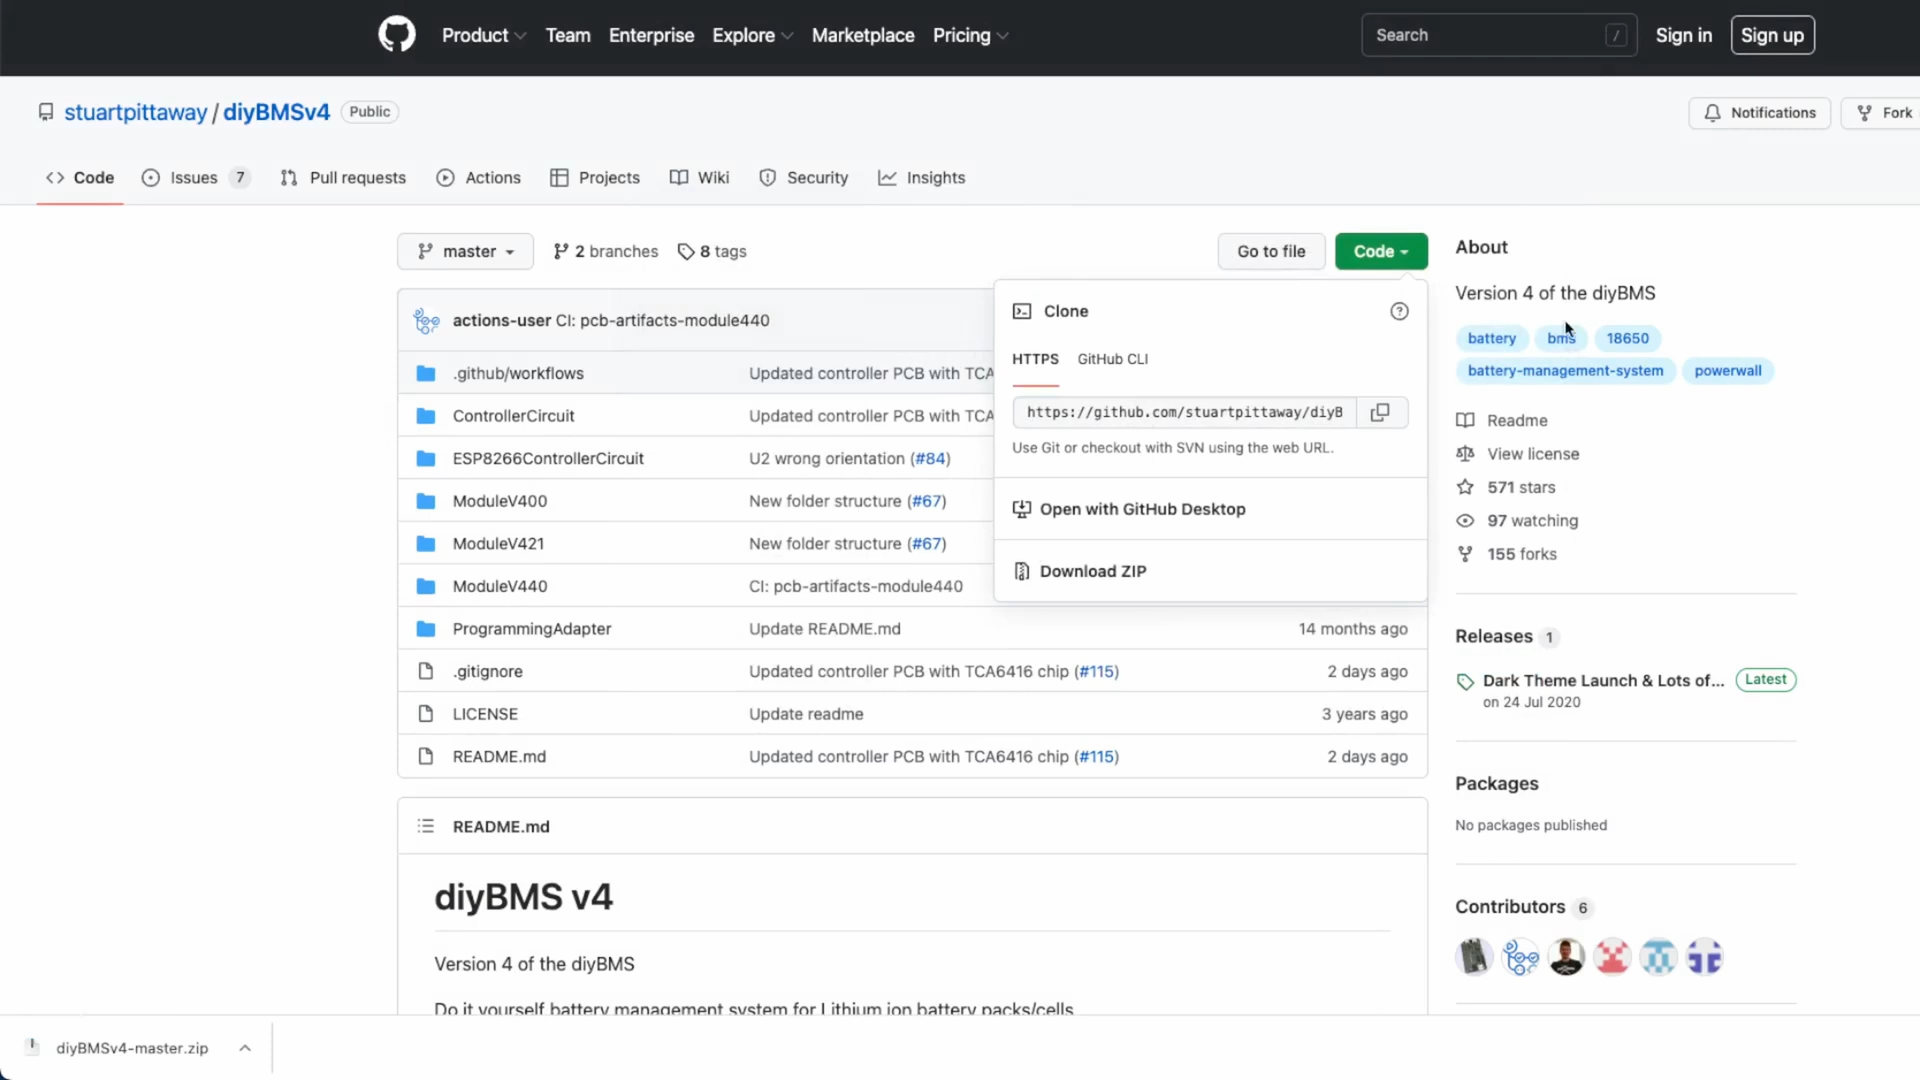 Product Team Enterprise Explore Marketplace Pricing Search / Sign in Sign up
stuartpittaway / diyBMSv4 Public Notifications Fork
Code Issues 7 Pull requests Actions Projects Wiki Security Insights
master 2 branches 8 tags Go to file Code
actions-user CI: pcb-artifacts-module440
.github/workflows Updated controller PCB with TCA
ControllerCircuit Updated controller PCB with TCA
ESP8266ControllerCircuit U2 wrong orientation (#84)
ModuleV400 New folder structure (#67)
ModuleV421 New folder structure (#67)
ModuleV440 CI: pcb-artifacts-module440
ProgrammingAdapter Update README.md 14 months ago
.gitignore Updated controller PCB with TCA6416 chip (#115) 2 days ago
LICENSE Update readme 3 years ago
README.md Updated controller PCB with TCA6416 chip (#115) 2 days ago
Clone
HTTPS GitHub CLI
https://github.com/stuartpittaway/diyB
Use Git or checkout with SVN using the web URL.
Open with GitHub Desktop
Download ZIP
README.md
diyBMS v4
Version 4 of the diyBMS
Do it yourself battery management system for Lithium ion battery packs/cells
About
Version 4 of the diyBMS
battery bms 18650
battery-management-system powerwall
Readme
View license
571 stars
97 watching
155 forks
Releases 1
Dark Theme Launch & Lots of... Latest
on 24 Jul 2020
Packages
No packages published
Contributors 6
diyBMSv4-master.zip